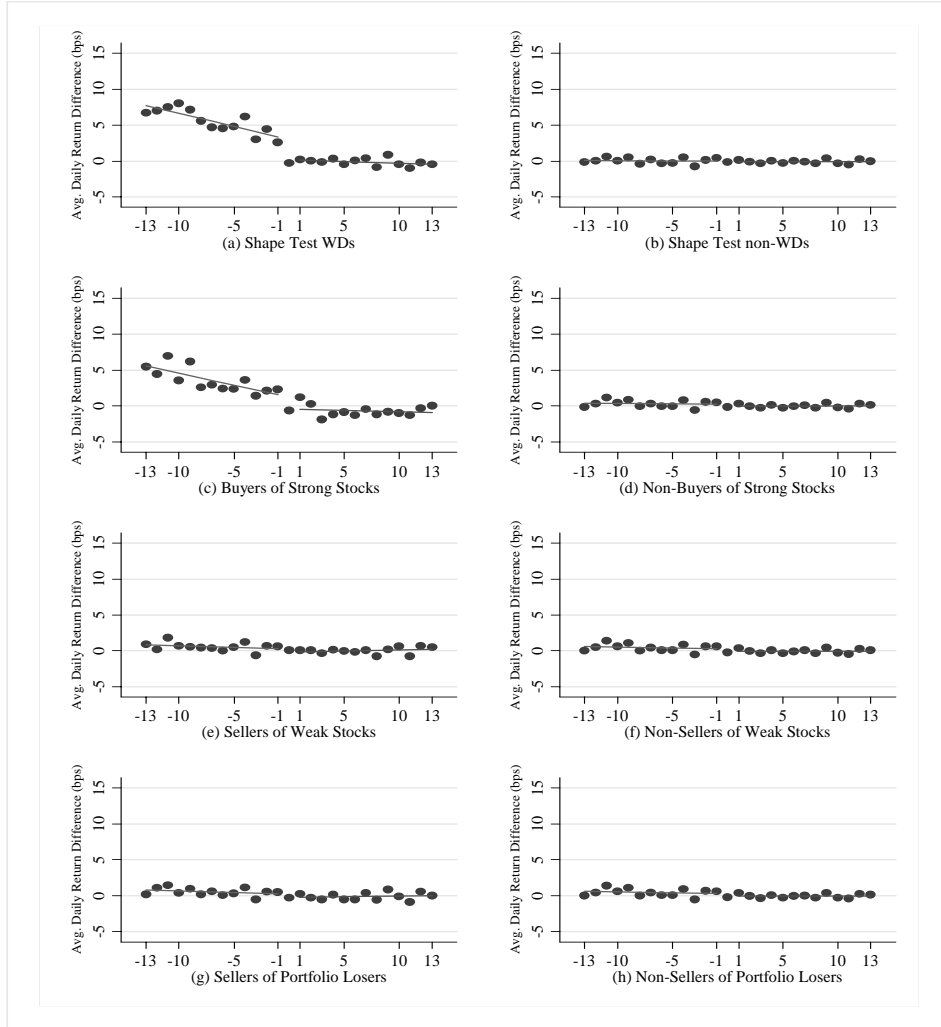 Avg. Daily Return Difference (bps)
15
10
5
0
-5
-13 -10 -5 -1 1 5 10 13
(a) Shape Test WDs
Avg. Daily Return Difference (bps)
15
10
5
0
-5
-13 -10 -5 -1 1 5 10 13
(b) Shape Test non-WDs
Avg. Daily Return Difference (bps)
15
10
5
0
-5
-13 -10 -5 -1 1 5 10 13
(c) Buyers of Strong Stocks
Avg. Daily Return Difference (bps)
15
10
5
0
-5
-13 -10 -5 -1 1 5 10 13
(d) Non-Buyers of Strong Stocks
Avg. Daily Return Difference (bps)
15
10
5
0
-5
-13 -10 -5 -1 1 5 10 13
(e) Sellers of Weak Stocks
Avg. Daily Return Difference (bps)
15
10
5
0
-5
-13 -10 -5 -1 1 5 10 13
(f) Non-Sellers of Weak Stocks
Avg. Daily Return Difference (bps)
15
10
5
0
-5
-13 -10 -5 -1 1 5 10 13
(g) Sellers of Portfolio Losers
Avg. Daily Return Difference (bps)
15
10
5
0
-5
-13 -10 -5 -1 1 5 10 13
(h) Non-Sellers of Portfolio Losers